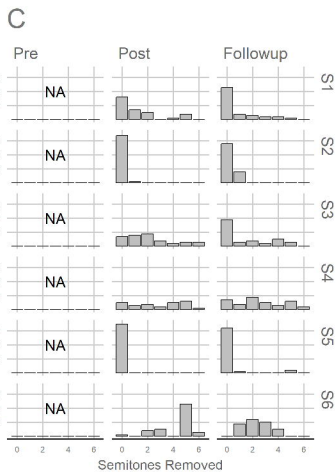 C
Pre Post Followup
NA S1
NA S2
NA S3
NA S4
NA S5
NA S6
0 2 4 6 0 2 4 6 0 2 4 6
Semitones Removed